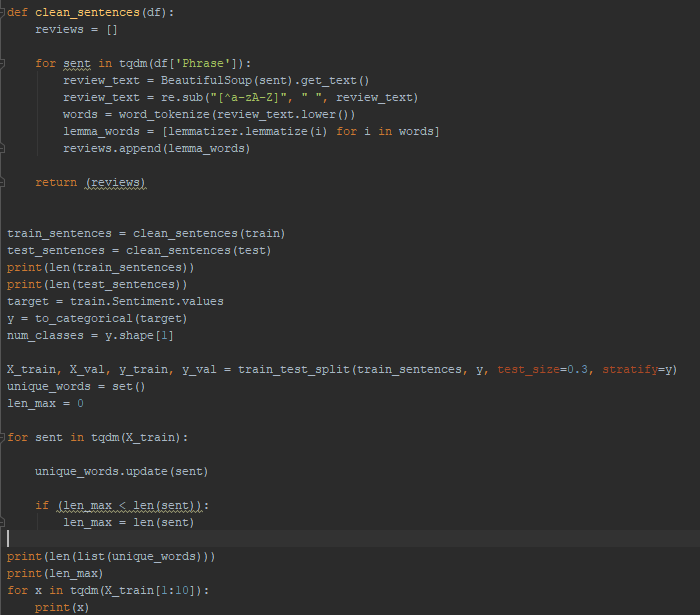 def clean_sentences(df):
    reviews = []

    for sent in tqdm(df['Phrase']):
        review_text = BeautifulSoup(sent).get_text()
        review_text = re.sub("[^a-zA-Z]", " ", review_text)
        words = word_tokenize(review_text.lower())
        lemma_words = [lemmatizer.lemmatize(i) for i in words]
        reviews.append(lemma_words)

    return (reviews)


train_sentences = clean_sentences(train)
test_sentences = clean_sentences(test)
print(len(train_sentences))
print(len(test_sentences))
target = train.Sentiment.values
y = to_categorical(target)
num_classes = y.shape[1]

X_train, X_val, y_train, y_val = train_test_split(train_sentences, y, test_size=0.3, stratify=y)
unique_words = set()
len_max = 0

for sent in tqdm(X_train):

    unique_words.update(sent)

    if (len_max < len(sent)):
        len_max = len(sent)

print(len(list(unique_words)))
print(len_max)
for x in tqdm(X_train[1:10]):
    print(x)